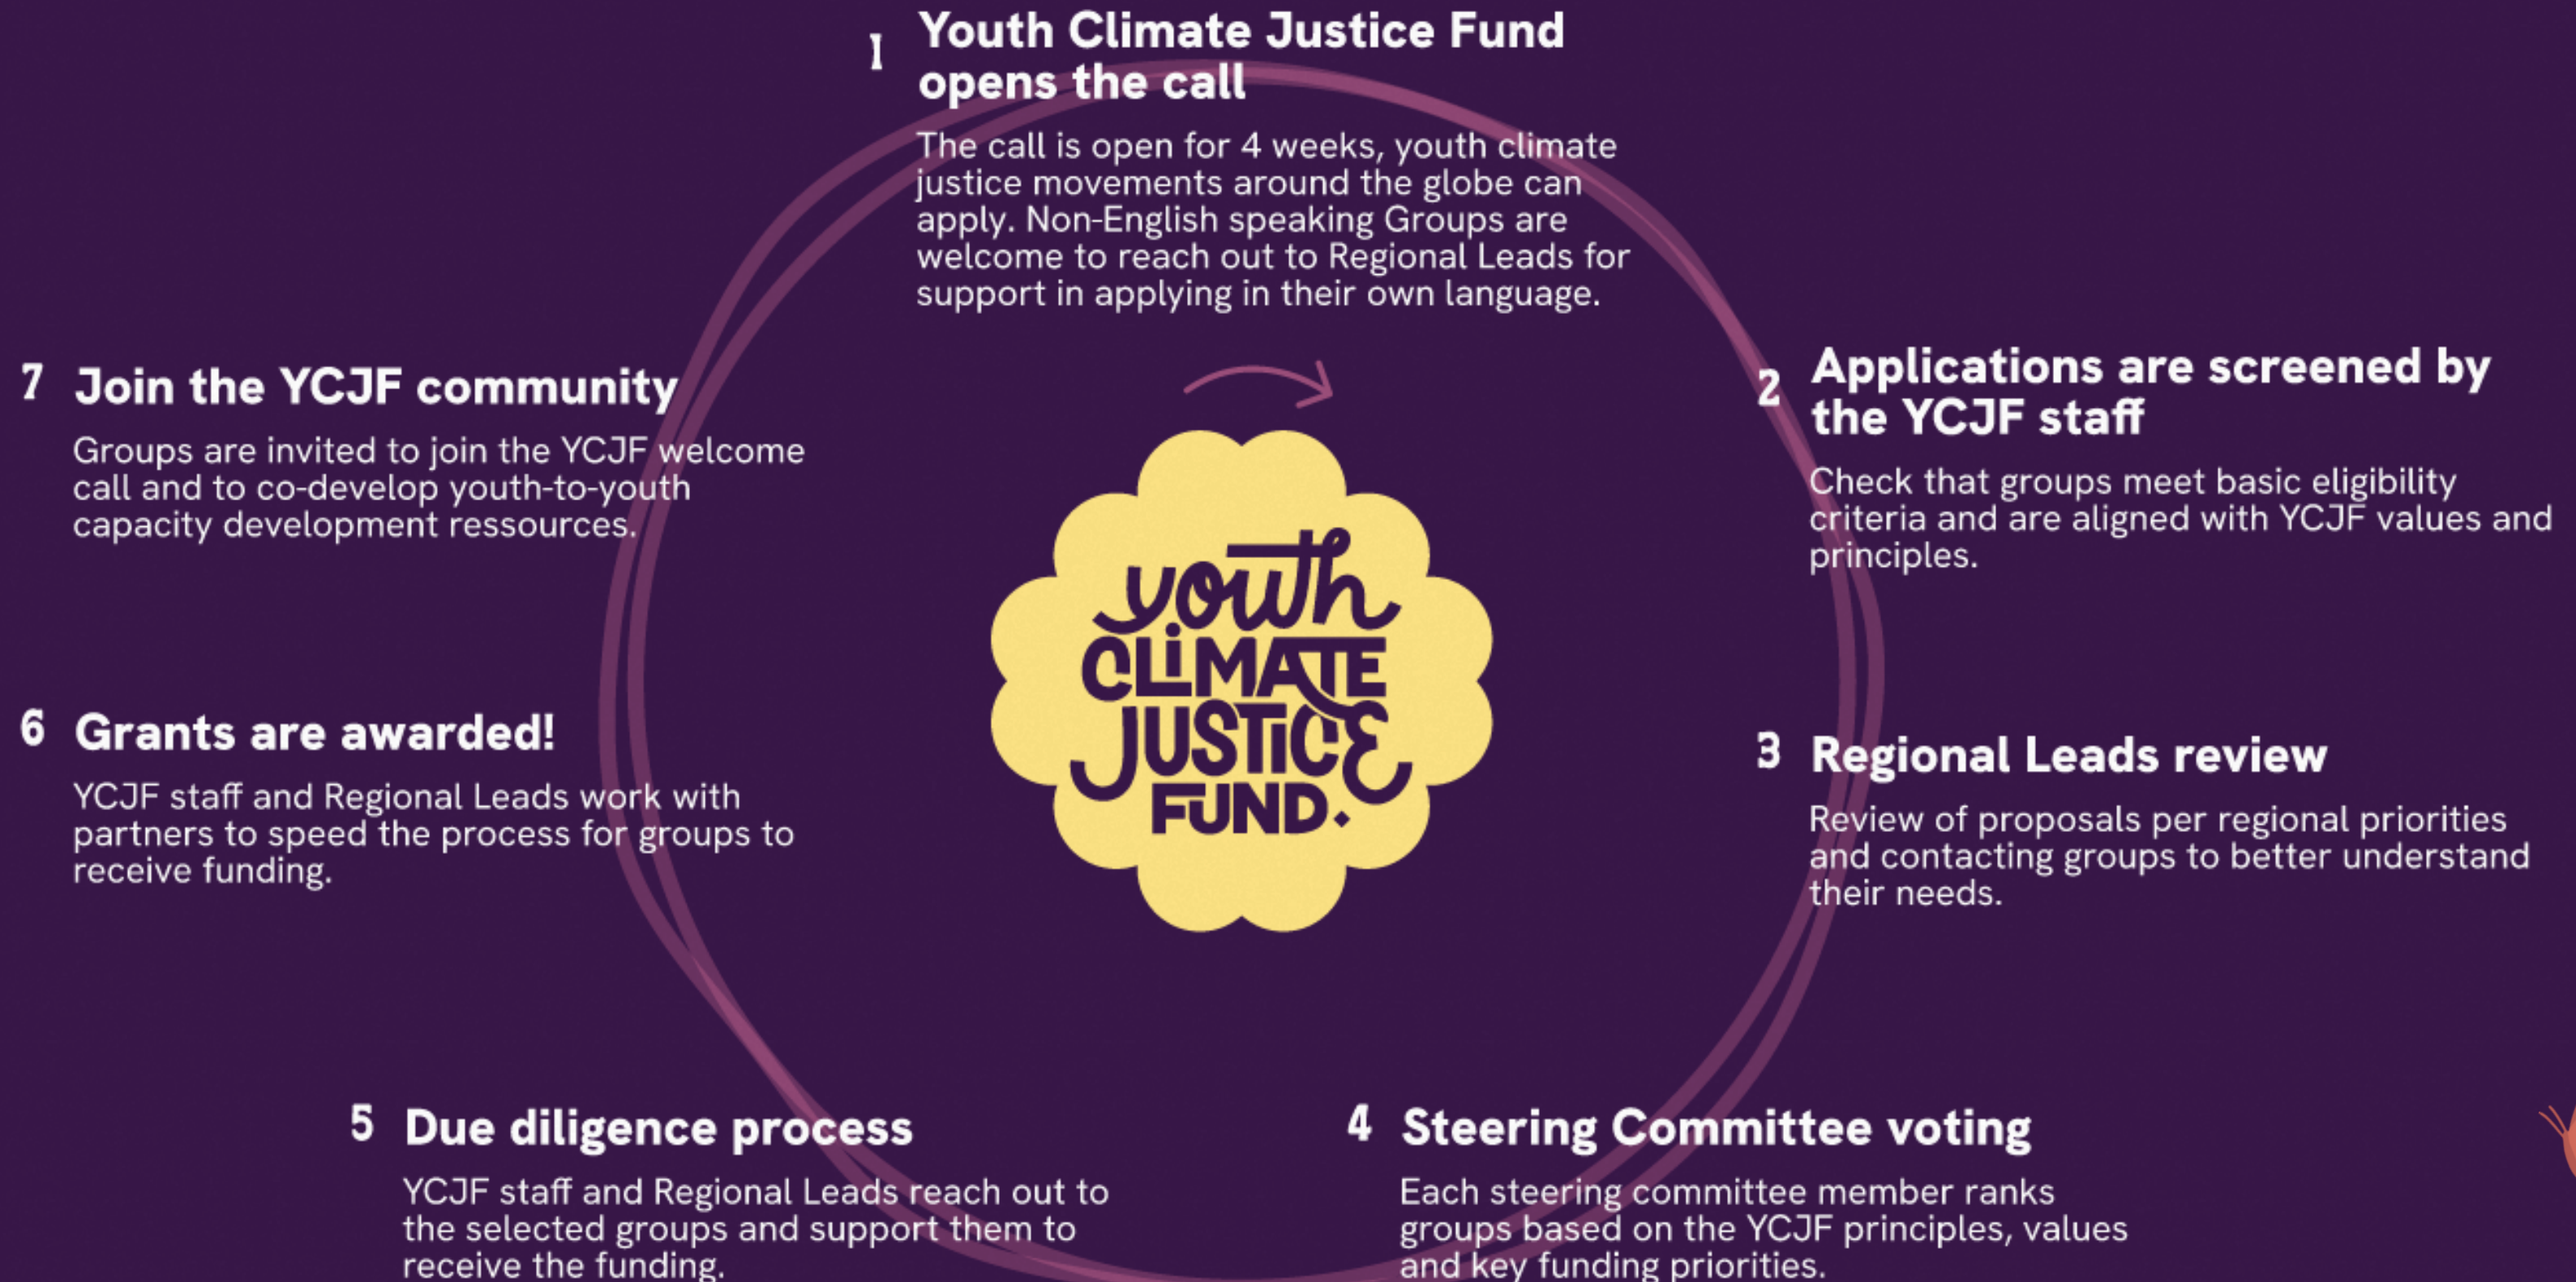 1
Youth Climate Justice Fund
opens the call
The call is open for 4 weeks, youth climate
justice movements around the globe can
apply. Non-English speaking Groups are
welcome to reach out to Regional Leads for
support in applying in their own language.
2
Applications are screened by
the YCJF staff
Check that groups meet basic eligibility
criteria and are aligned with YCJF values and
principles.
3
Regional Leads review
Review of proposals per regional priorities
and contacting groups to better understand
their needs.
4
Steering Committee voting
Each steering committee member ranks
groups based on the YCJF principles, values
and key funding priorities.
5
Due diligence process
YCJF staff and Regional Leads reach out to
the selected groups and support them to
receive the funding.
6
Grants are awarded!
YCJF staff and Regional Leads work with
partners to speed the process for groups to
receive funding.
7
Join the YCJF community
Groups are invited to join the YCJF welcome
call and to co-develop youth-to-youth
capacity development ressources.
youth
CLiMATE
JUSTiCE
FUND.